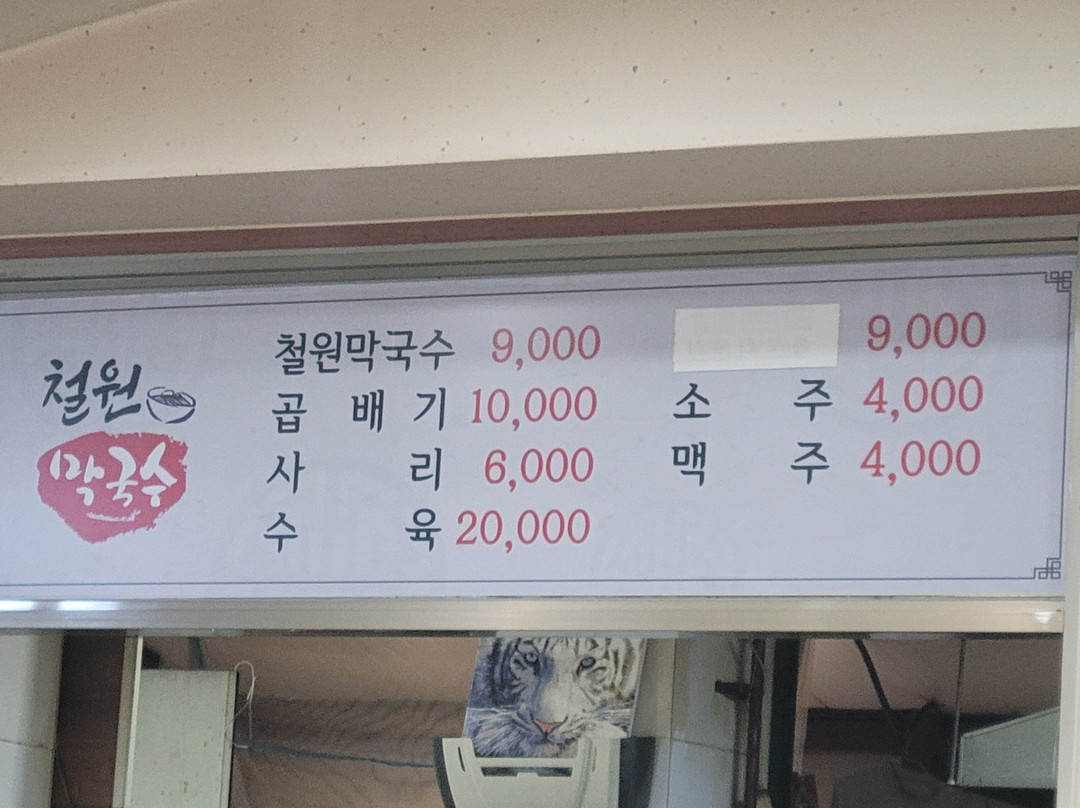 철원
막국수
철원막국수 9,000
곱배기 10,000
사리 6,000
수육 20,000
9,000
소주 4,000
맥주 4,000